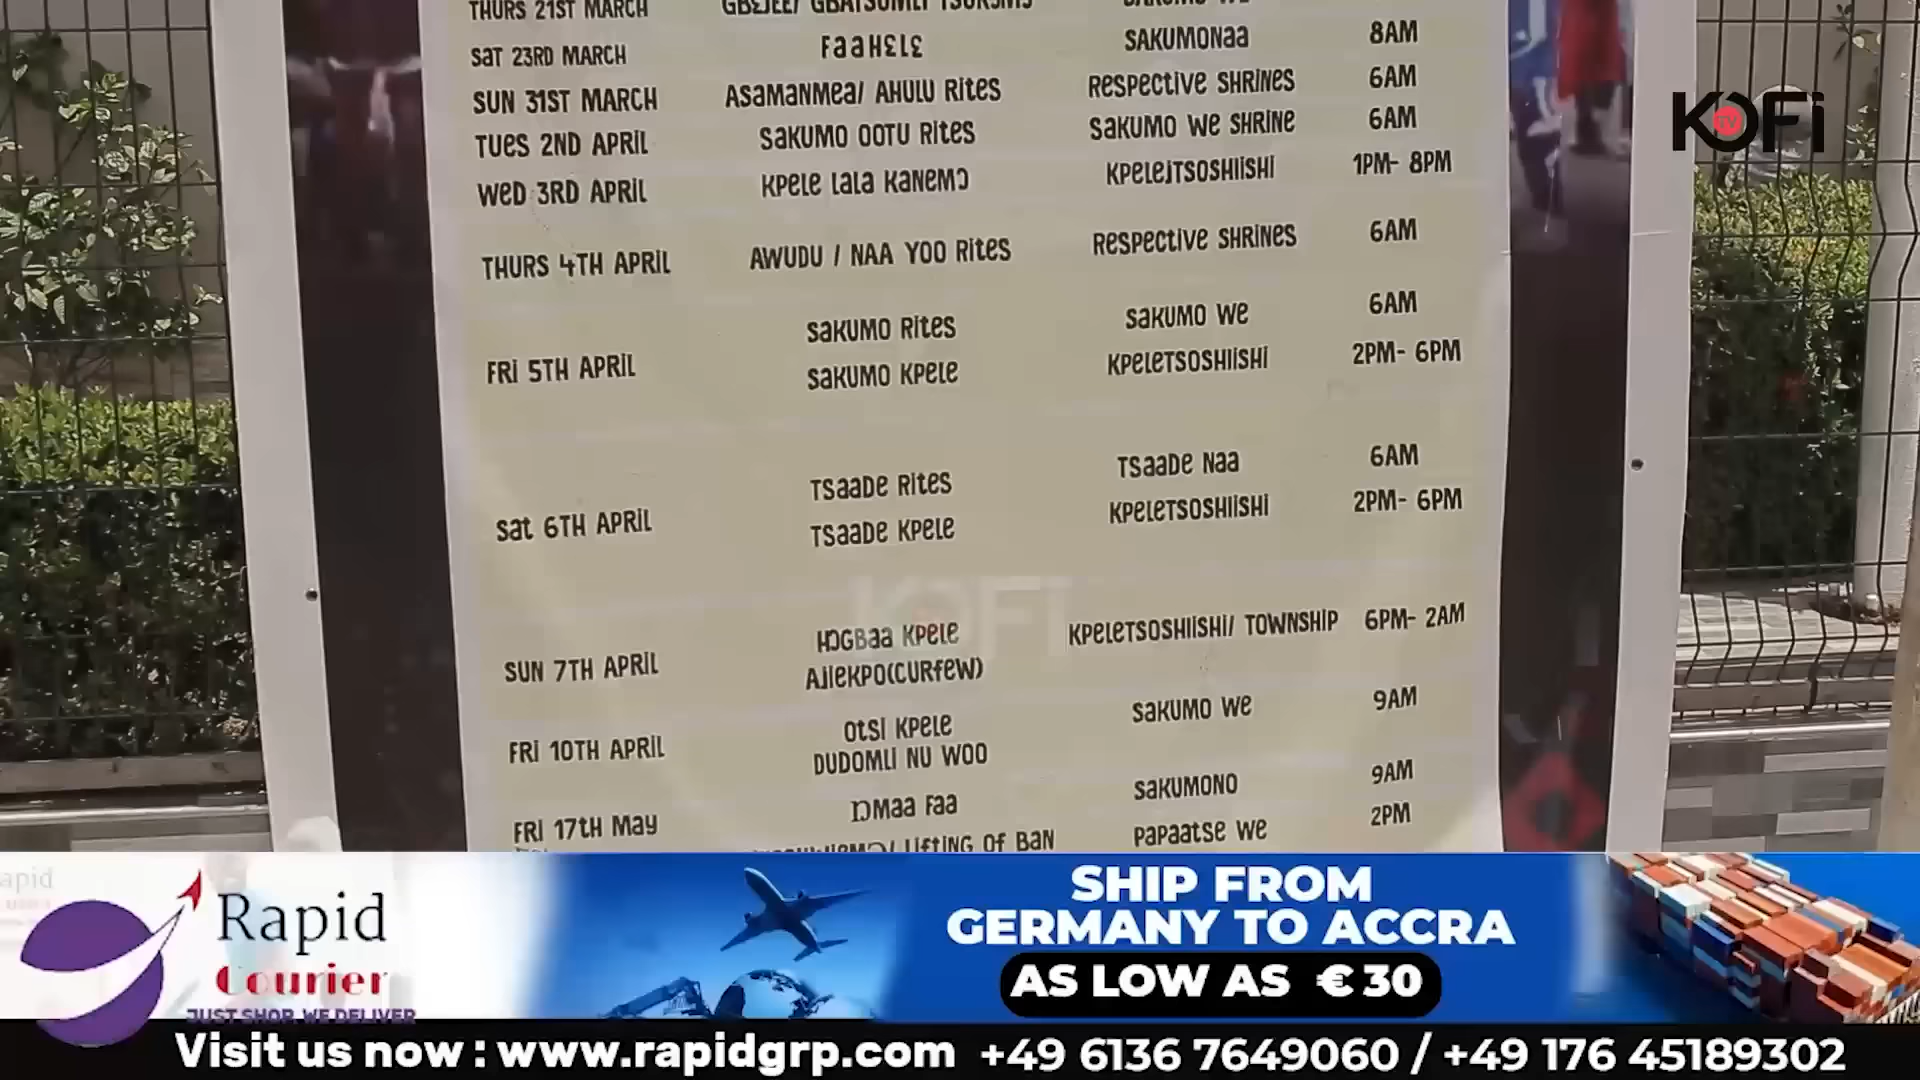 THURS 21ST MARCH
SAT 23RD MARCH FAAHƐLƐ SAKUMONAA 8AM
SUN 31ST MARCH ASAMANMEA/ AHULU RITES RESPECTIVE SHRINES 6AM
TUES 2ND APRIL SAKUMO OOTU RITES SAKUMO WE SHRINE 6AM
WED 3RD APRIL KPELE LALA KANEMƆ KPELEJTSOSHIISHI 1PM- 8PM
THURS 4TH APRIL AWUDU / NAA YOO RITES RESPECTIVE SHRINES 6AM
SAKUMO RITES SAKUMO WE 6AM
FRI 5TH APRIL SAKUMO KPELE KPELETSOSHIISHI 2PM- 6PM
TSAADE RITES TSAADE NAA 6AM
SAT 6TH APRIL TSAADE KPELE KPELETSOSHIISHI 2PM- 6PM
HƆGBAA KPELE KPELETSOSHIISHI/ TOWNSHIP 6PM- 2AM
SUN 7TH APRIL AJIEKPO(CURFEW)
OTSI KPELE SAKUMO WE 9AM
FRI 10TH APRIL DUDOMLI NU WOO
FRI 17TH MAY ŊMAA FAA SAKUMONO 9AM
LIFTING OF BAN PAPAATSE WE 2PM
KOFI TV
KOFI
Rapid
Courier
JUST SHOP, WE DELIVER
SHIP FROM
GERMANY TO ACCRA
AS LOW AS € 30
Visit us now : www.rapidgrp.com +49 6136 7649060 / +49 176 45189302